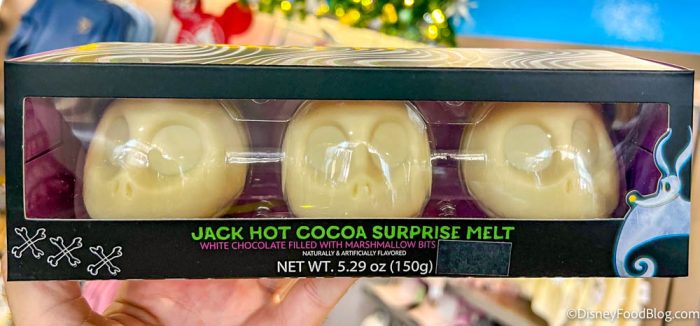 JACK HOT COCOA SURPRISE MELT
WHITE CHOCOLATE FILLED WITH MARSHMALLOW BITS
NATURALLY & ARTIFICIALLY FLAVORED
NET WT. 5.29 oz (150g)
©DisneyFoodBlog.com